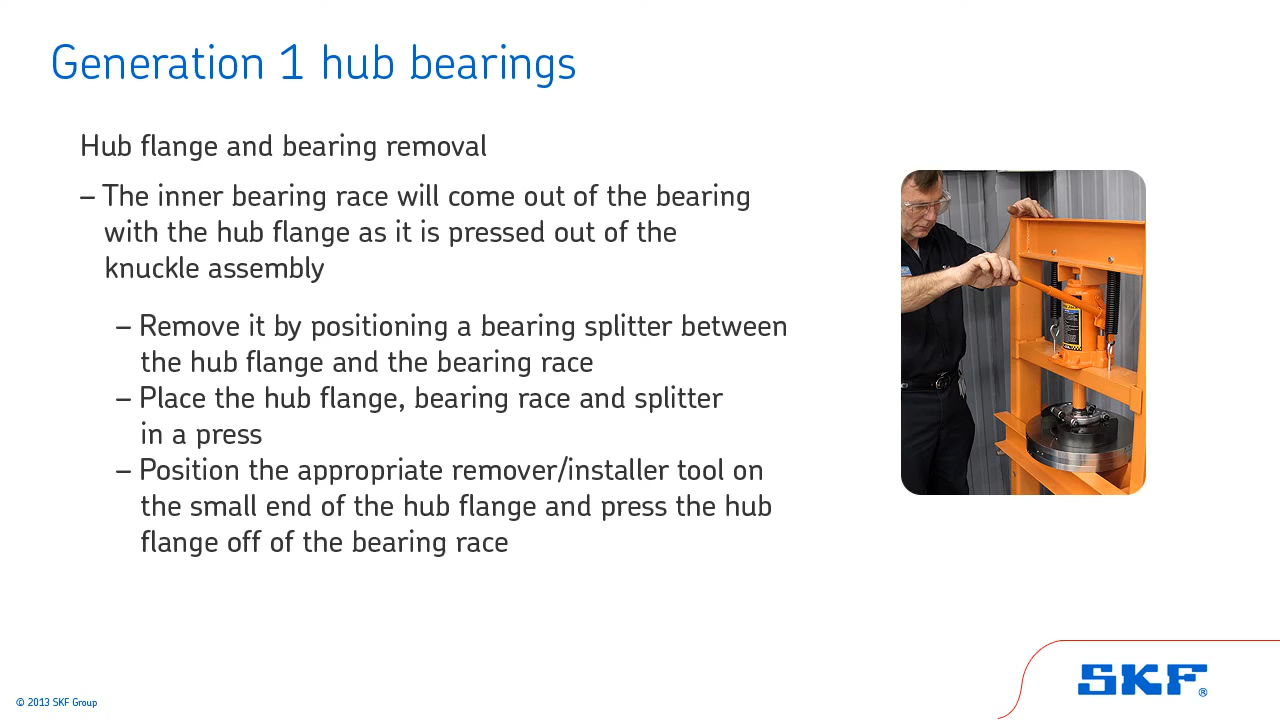 Generation 1 hub bearings
Hub flange and bearing removal
– The inner bearing race will come out of the bearing
with the hub flange as it is pressed out of the
knuckle assembly
– Remove it by positioning a bearing splitter between
the hub flange and the bearing race
– Place the hub flange, bearing race and splitter
in a press
– Position the appropriate remover/installer tool on
the small end of the hub flange and press the hub
flange off of the bearing race
SKF®
© 2013 SKF Group